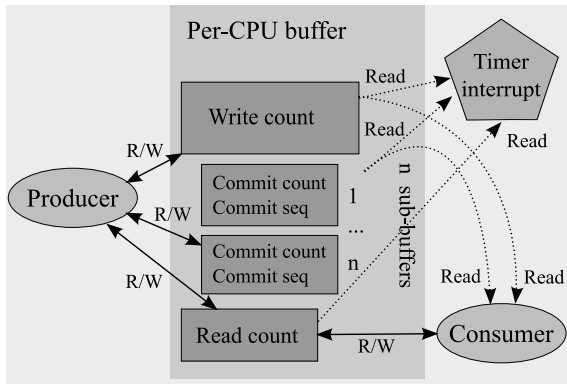 Per-CPU buffer
Timer
interrupt
Read
Write count
Read
Read
R/W
Commit count
Commit seq
1
n sub-buffers
Producer
R/W
...
Commit count
Commit seq
n
R/W
Read
Read
Read count
R/W
Consumer